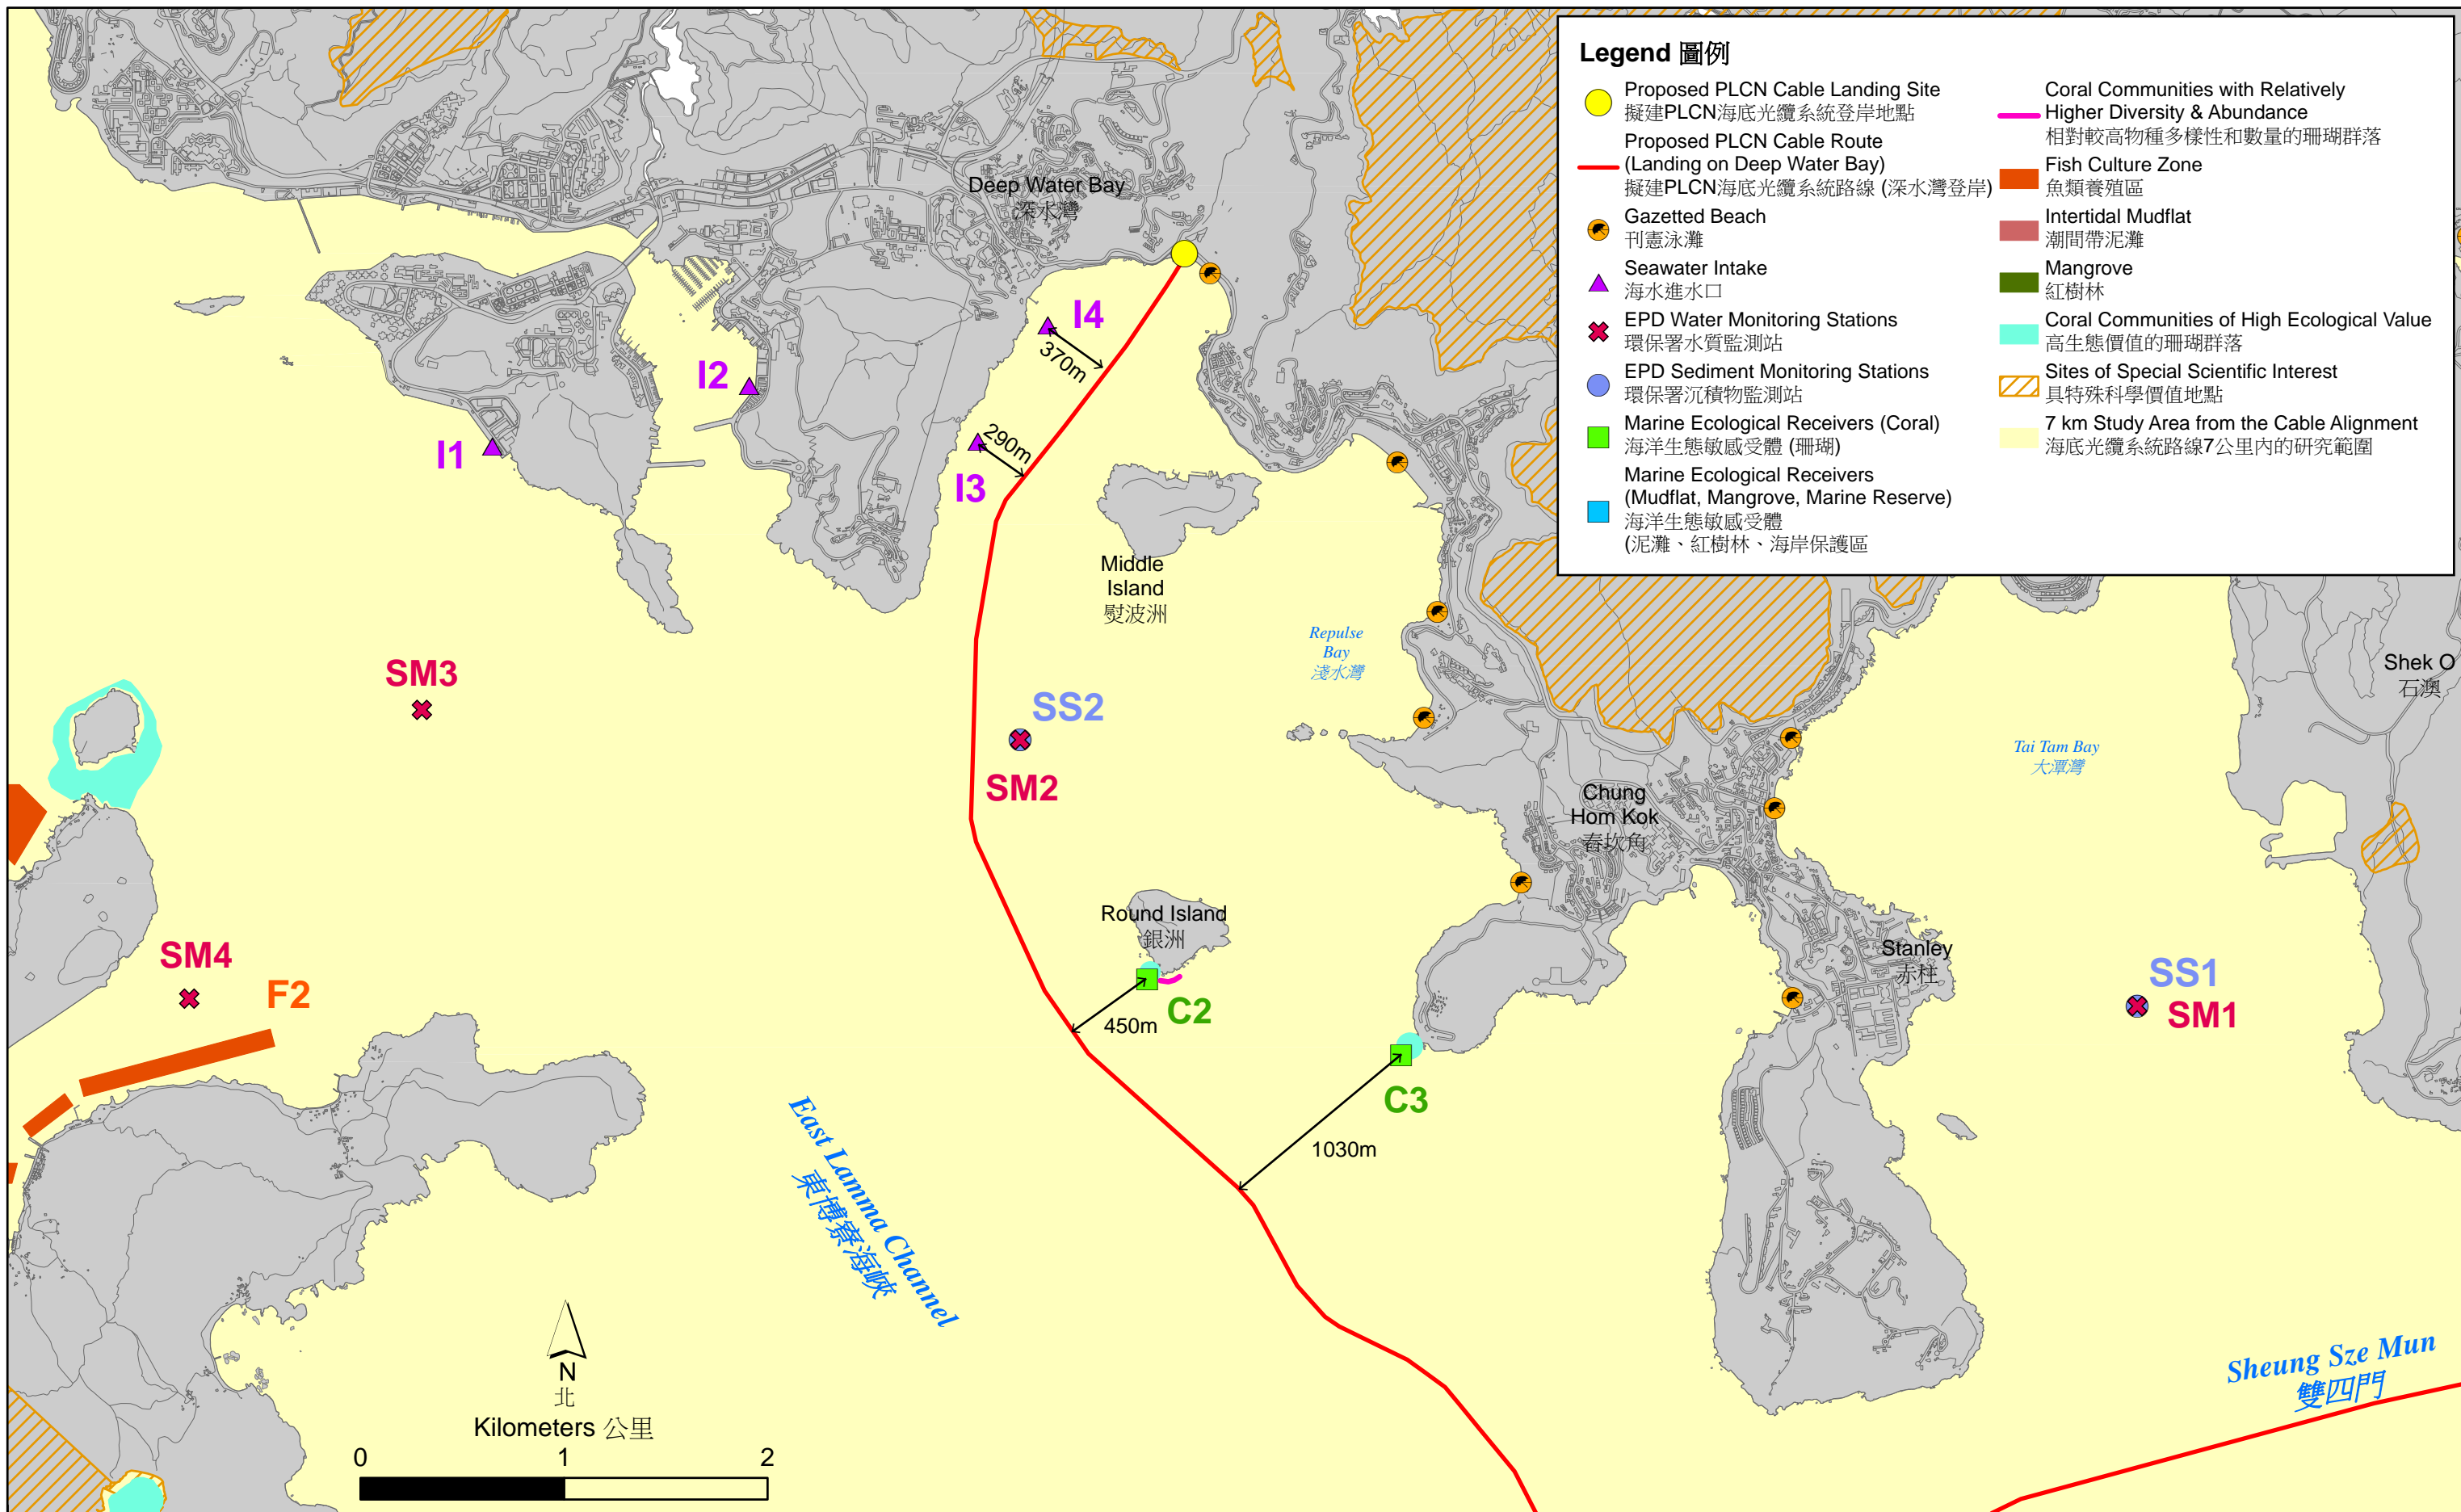 Legend 圖例
Proposed PLCN Cable Landing Site
擬建PLCN海底光纜系統登岸地點
Proposed PLCN Cable Route
(Landing on Deep Water Bay)
擬建PLCN海底光纜系統路線 (深水灣登岸)
Gazetted Beach
刊憲泳灘
Seawater Intake
海水進水口
EPD Water Monitoring Stations
環保署水質監測站
EPD Sediment Monitoring Stations
環保署沉積物監測站
Marine Ecological Receivers (Coral)
海洋生態敏感受體 (珊瑚)
Marine Ecological Receivers
(Mudflat, Mangrove, Marine Reserve)
海洋生態敏感受體
(泥灘、紅樹林、海岸保護區
Coral Communities with Relatively
Higher Diversity & Abundance
相對較高物種多樣性和數量的珊瑚群落
Fish Culture Zone
魚類養殖區
Intertidal Mudflat
潮間帶泥灘
Mangrove
紅樹林
Coral Communities of High Ecological Value
高生態價值的珊瑚群落
Sites of Special Scientific Interest
具特殊科學價值地點
7 km Study Area from the Cable Alignment
海底光纜系統路線7公里內的研究範圍
Deep Water Bay
深水灣
I4
370m
I2
I1
290m
I3
Middle
Island
熨波洲
Repulse
Bay
淺水灣
SM3
SS2
SM2
Shek O
石澳
Tai Tam Bay
大潭灣
Chung
Hom Kok
舂坎角
Round Island
銀洲
SM4
F2
C2
450m
Stanley
赤柱
SS1
SM1
C3
1030m
East Lamma Channel
東博寮海峽
Sheung Sze Mun
雙四門
N
北
Kilometers 公里
0 1 2